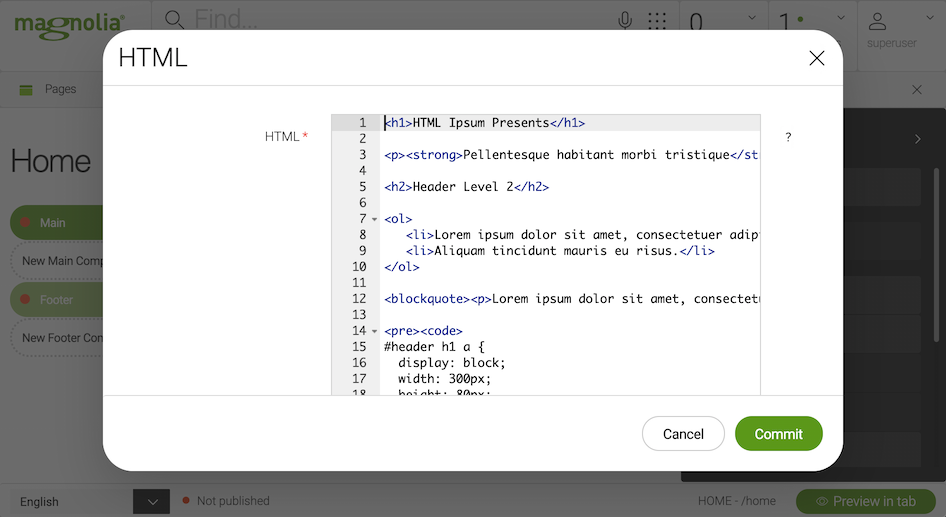 magnolia
Find...
0
1
superuser
HTML
Pages
HTML *
?
1 <h1>HTML Ipsum Presents</h1>
2
3 <p><strong>Pellentesque habitant morbi tristique</st
4
5 <h2>Header Level 2</h2>
6
7 <ol>
8 <li>Lorem ipsum dolor sit amet, consectetuer adip
9 <li>Aliquam tincidunt mauris eu risus.</li>
10 </ol>
11
12 <blockquote><p>Lorem ipsum dolor sit amet, consectetu
13
14 <pre><code>
15 #header h1 a {
16 display: block;
17 width: 300px;
18 height: 80px;
Home
Main
New Main Comp
Footer
New Footer Con
Cancel
Commit
English
Not published
HOME - /home
Preview in tab